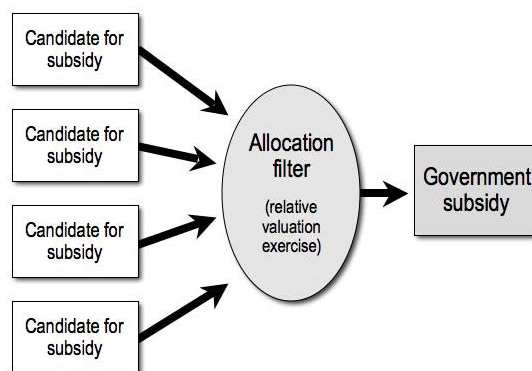 Candidate for
subsidy
Candidate for
subsidy
Candidate for
subsidy
Candidate for
subsidy
Allocation
filter
(relative
valuation
exercise)
Government
subsidy